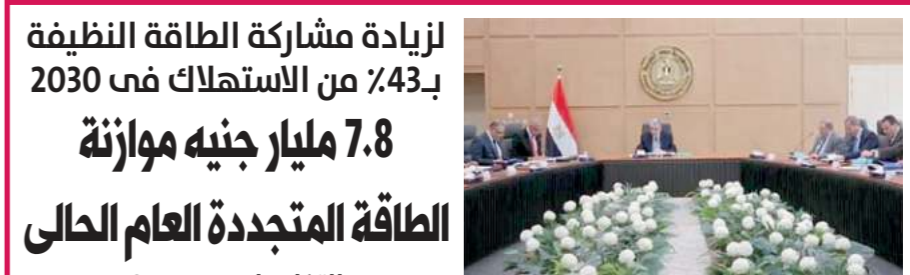 لزيادة مشاركة الطاقة النظيفة
بـ43٪ من الاستهلاك فى 2030
7.8 مليار جنيه موازنة
الطاقة المتجددة العام الحالى